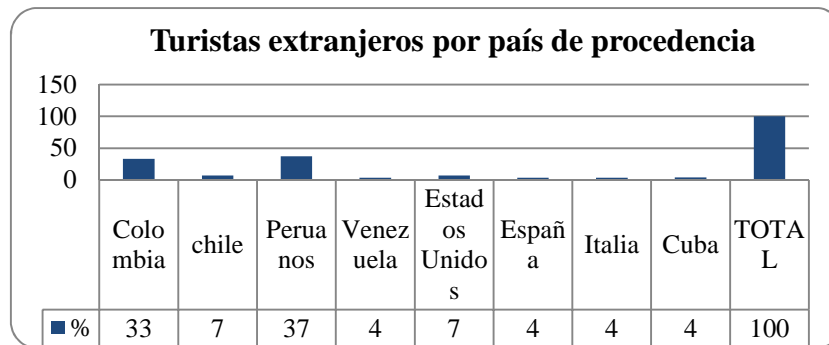 Turistas extranjeros por país de procedencia
150
100
50
0
Colo
mbia
chile
Perua
nos
Venez
uela
Estad
os
Unido
s
Españ
a
Italia
Cuba
TOTA
L
% 33 7 37 4 7 4 4 4 100